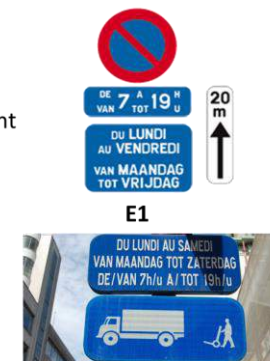 DE 7 A 19 H
VAN TOT U
20
m
nt
DU LUNDI
AU VENDREDI
VAN MAANDAG
TOT VRIJDAG
E1
DU LUNDI AU SAMEDI
VAN MAANDAG TOT ZATERDAG
DE/VAN 7h/u A/TOT 19h/u